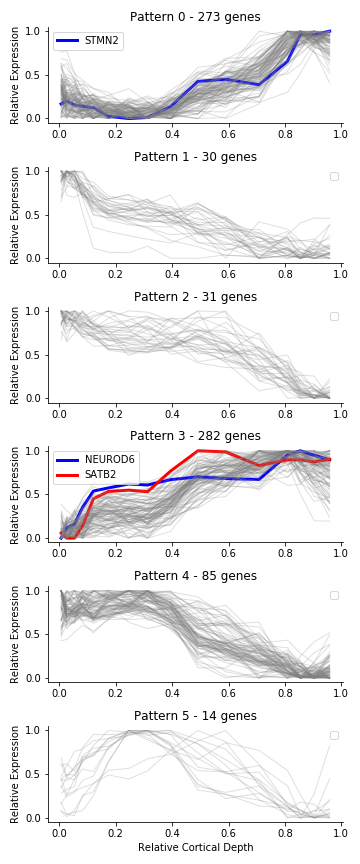 Pattern 0 - 273 genes
STMN2
Relative Expression
1.0
0.5
0.0
0.0 0.2 0.4 0.6 0.8 1.0
Pattern 1 - 30 genes
Relative Expression
1.0
0.5
0.0
0.0 0.2 0.4 0.6 0.8 1.0
Pattern 2 - 31 genes
Relative Expression
1.0
0.5
0.0
0.0 0.2 0.4 0.6 0.8 1.0
Pattern 3 - 282 genes
NEUROD6
SATB2
Relative Expression
1.0
0.5
0.0
0.0 0.2 0.4 0.6 0.8 1.0
Pattern 4 - 85 genes
Relative Expression
1.0
0.5
0.0
0.0 0.2 0.4 0.6 0.8 1.0
Pattern 5 - 14 genes
Relative Expression
1.0
0.5
0.0
0.0 0.2 0.4 0.6 0.8 1.0
Relative Cortical Depth